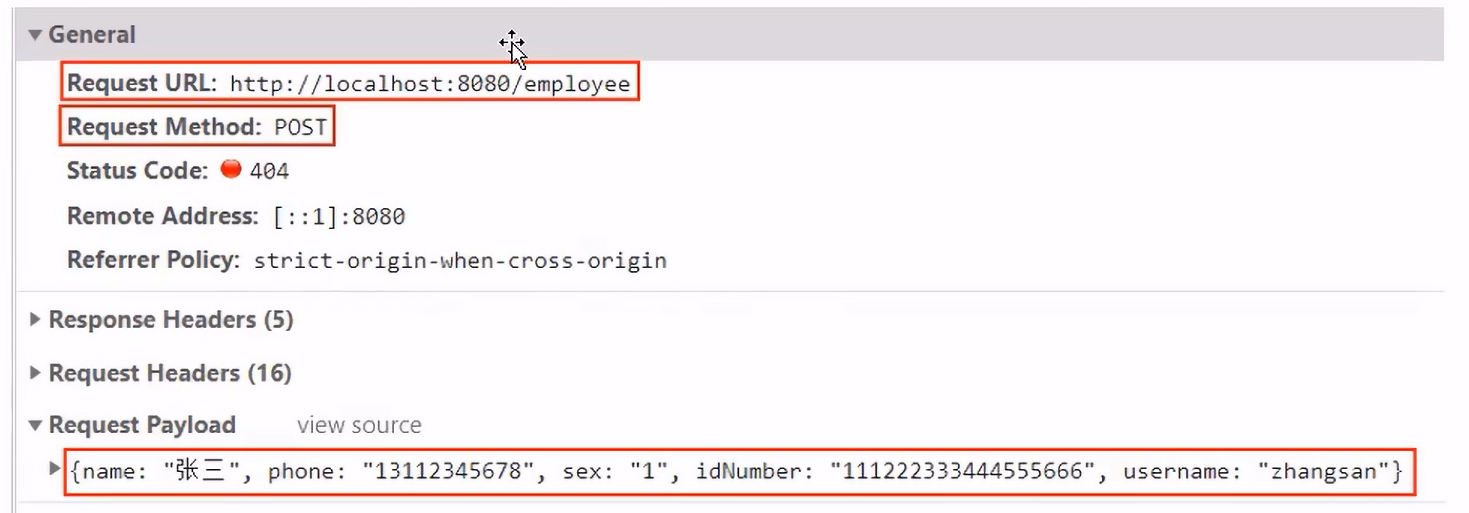 General
Request URL: http://localhost:8080/employee
Request Method: POST
Status Code: 404
Remote Address: [::1]:8080
Referrer Policy: strict-origin-when-cross-origin
Response Headers (5)
Request Headers (16)
Request Payload view source
{name: "张三", phone: "13112345678", sex: "1", idNumber: "111222333444555666", username: "zhangsan"}